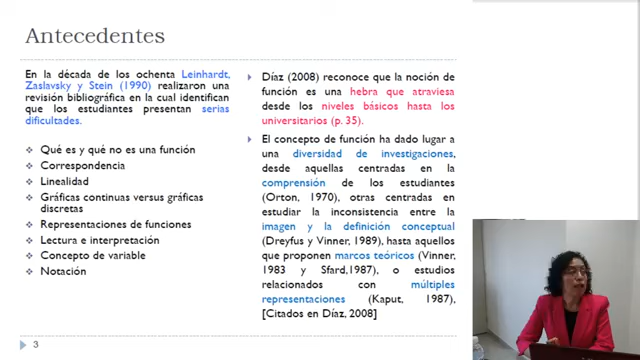 Antecedentes
En la década de los ochenta Leinhardt,
Zaslavsky y Stein (1990) realizaron una
revisión bibliográfica en la cual identifican
que los estudiantes presentan serias
dificultades.
Qué es y qué no es una función
Correspondencia
Linealidad
Gráficas continuas versus gráficas
discretas
Representaciones de funciones
Lectura e interpretación
Concepto de variable
Notación
Díaz (2008) reconoce que la noción de
función es una hebra que atraviesa
desde los niveles básicos hasta los
universitarios (p. 35).
El concepto de función ha dado lugar a
una diversidad de investigaciones,
desde aquellas centradas en la
comprensión de los estudiantes
(Orton, 1970), otras centradas en
estudiar la inconsistencia entre la
imagen y la definición conceptual
(Dreyfus y Vinner, 1989), hasta aquellos
que proponen marcos teóricos (Vinner,
1983 y Sfard,1987), o estudios
relacionados con múltiples
representaciones (Kaput, 1987),
[Citados en Díaz, 2008]
3